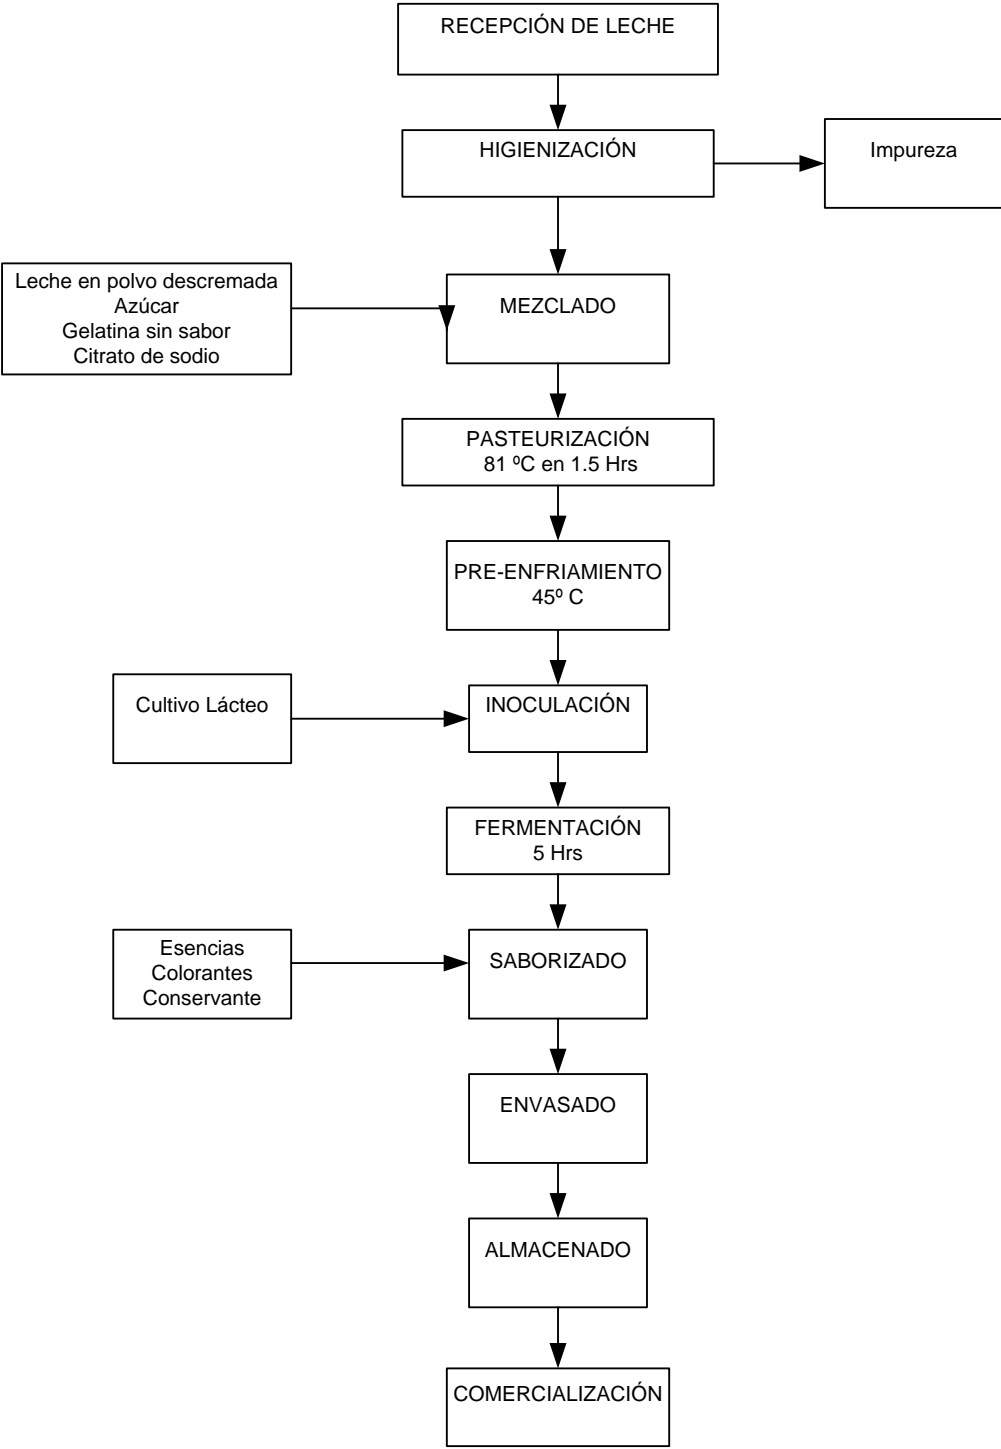 RECEPCIÓN DE LECHE
HIGIENIZACIÓN
Impureza
Leche en polvo descremada
Azúcar
Gelatina sin sabor
Citrato de sodio
MEZCLADO
PASTEURIZACIÓN
81 ºC en 1.5 Hrs
PRE-ENFRIAMIENTO
45º C
Cultivo Lácteo
INOCULACIÓN
FERMENTACIÓN
5 Hrs
Esencias
Colorantes
Conservante
SABORIZADO
ENVASADO
ALMACENADO
COMERCIALIZACIÓN